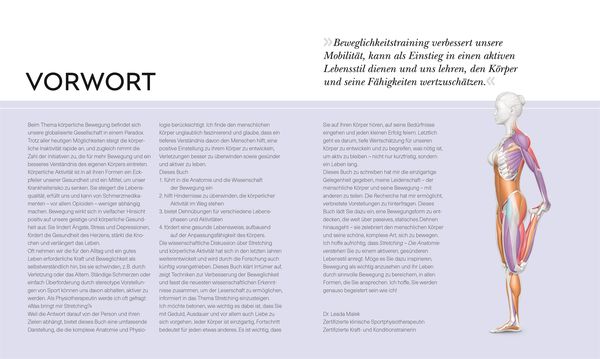 »Beweglichkeitstraining verbessert unsere
Mobilität, kann als Einstieg in einen aktiven
Lebensstil dienen und uns lehren, den Körper
und seine Fähigkeiten wertzuschätzen.«
VORWORT
Beim Thema körperliche Bewegung befindet sich
unsere globalisierte Gesellschaft in einem Paradox.
Trotz aller heutigen Möglichkeiten steigt die körper-
liche Inaktivität rapide an, und zugleich nimmt die
Zahl der Initiativen zu, die für mehr Bewegung und ein
besseres Verständnis des eigenen Körpers eintreten.
Körperliche Aktivität ist in all ihren Formen ein Eck-
pfeiler unserer Gesundheit und ein Mittel, um unser
Krankheitsrisiko zu senken. Sie steigert die Lebens-
qualität, erfüllt uns und kann von Schmerzmedika-
menten – vor allem Opioiden – weniger abhängig
machen. Bewegung wirkt sich in vielfacher Hinsicht
positiv auf unsere geistige und körperliche Gesund-
heit aus: Sie lindert Ängste, Stress und Depressionen,
fördert die Gesundheit des Herzens, stärkt die Kno-
chen und verlängert das Leben.
Oft nehmen wir die für den Alltag und ein gutes
Leben erforderliche Kraft und Beweglichkeit als
selbstverständlich hin, bis sie schwinden, z. B. durch
Verletzung oder das Altern. Ständige Schmerzen oder
einfach Überforderung durch stereotype Vorstellun-
gen von Sport können uns davon abhalten, aktiver zu
werden. Als Physiotherapeutin werde ich oft gefragt:
»Was bringt mir Stretching?«
Weil die Antwort darauf von der Person und ihren
Zielen abhängt, bietet dieses Buch eine umfassende
Darstellung, die die komplexe Anatomie und Physio-
logie berücksichtigt. Ich finde den menschlichen
Körper unglaublich faszinierend und glaube, dass ein
tieferes Verständnis davon den Menschen hilft, eine
positive Einstellung zu ihrem Körper zu entwickeln,
Verletzungen besser zu überwinden sowie gesünder
und aktiver zu leben.
Dieses Buch
1. führt in die Anatomie und die Wissenschaft
der Bewegung ein
2. hilft Hindernisse zu überwinden, die körperlicher
Aktivität im Weg stehen
3. bietet Dehnübungen für verschiedene Lebens-
phasen und Aktivitäten
4. fördert eine gesunde Lebensweise, aufbauend
auf der Anpassungsfähigkeit des Körpers.
Die wissenschaftliche Diskussion über Stretching
und körperliche Aktivität hat sich in den letzten Jahren
weiterentwickelt und wird durch die Forschung auch
künftig vorangetrieben. Dieses Buch klärt Irrtümer auf,
zeigt Techniken zur Verbesserung der Beweglichkeit
und fasst die neuesten wissenschaftlichen Erkennt-
nisse zusammen, um der Leserschaft zu ermöglichen,
informiert in das Thema Stretching einzusteigen.
Ich möchte betonen, wie wichtig es dabei ist, dass Sie
mit Geduld, Ausdauer und vor allem auch Liebe zu
sich vorgehen. Jeder Körper ist einzigartig. Fortschritt
bedeutet für jeden etwas anderes. Es ist wichtig, dass
Sie auf Ihren Körper hören, auf seine Bedürfnisse
eingehen und jeden kleinen Erfolg feiern. Letztlich
geht es darum, tiefe Wertschätzung für unseren
Körper zu entwickeln und zu begreifen, was nötig ist,
um aktiv zu bleiben – nicht nur kurzfristig, sondern
ein Leben lang.
Dieses Buch zu schreiben hat mir die einzigartige
Gelegenheit gegeben, meine Leidenschaft – der
menschliche Körper und seine Bewegung – mit
anderen zu teilen. Die Recherche hat mir ermöglicht,
verbreitete Vorstellungen zu hinterfragen. Dieses
Buch lädt Sie dazu ein, eine Bewegungsform zu ent-
decken, die weit über passives, statisches Dehnen
hinausgeht – sie zelebriert den menschlichen Körper
und seine schöne, komplexe Art, sich zu bewegen.
Ich hoffe aufrichtig, dass Stretching – Die Anatomie
verstehen Sie zu einem aktiveren, gesünderen
Lebensstil anregt. Möge es Sie dazu inspirieren,
Bewegung als wichtig anzusehen und Ihr Leben
durch sinnvolle Bewegung zu bereichern, in allen
Formen, die Sie ansprechen. Ich hoffe, Sie werden
genauso begeistert sein wie ich!
Dr. Leada Malek
Zertifizierte klinische Sportphysiotherapeutin
Zertifizierte Kraft- und Konditionstrainerin